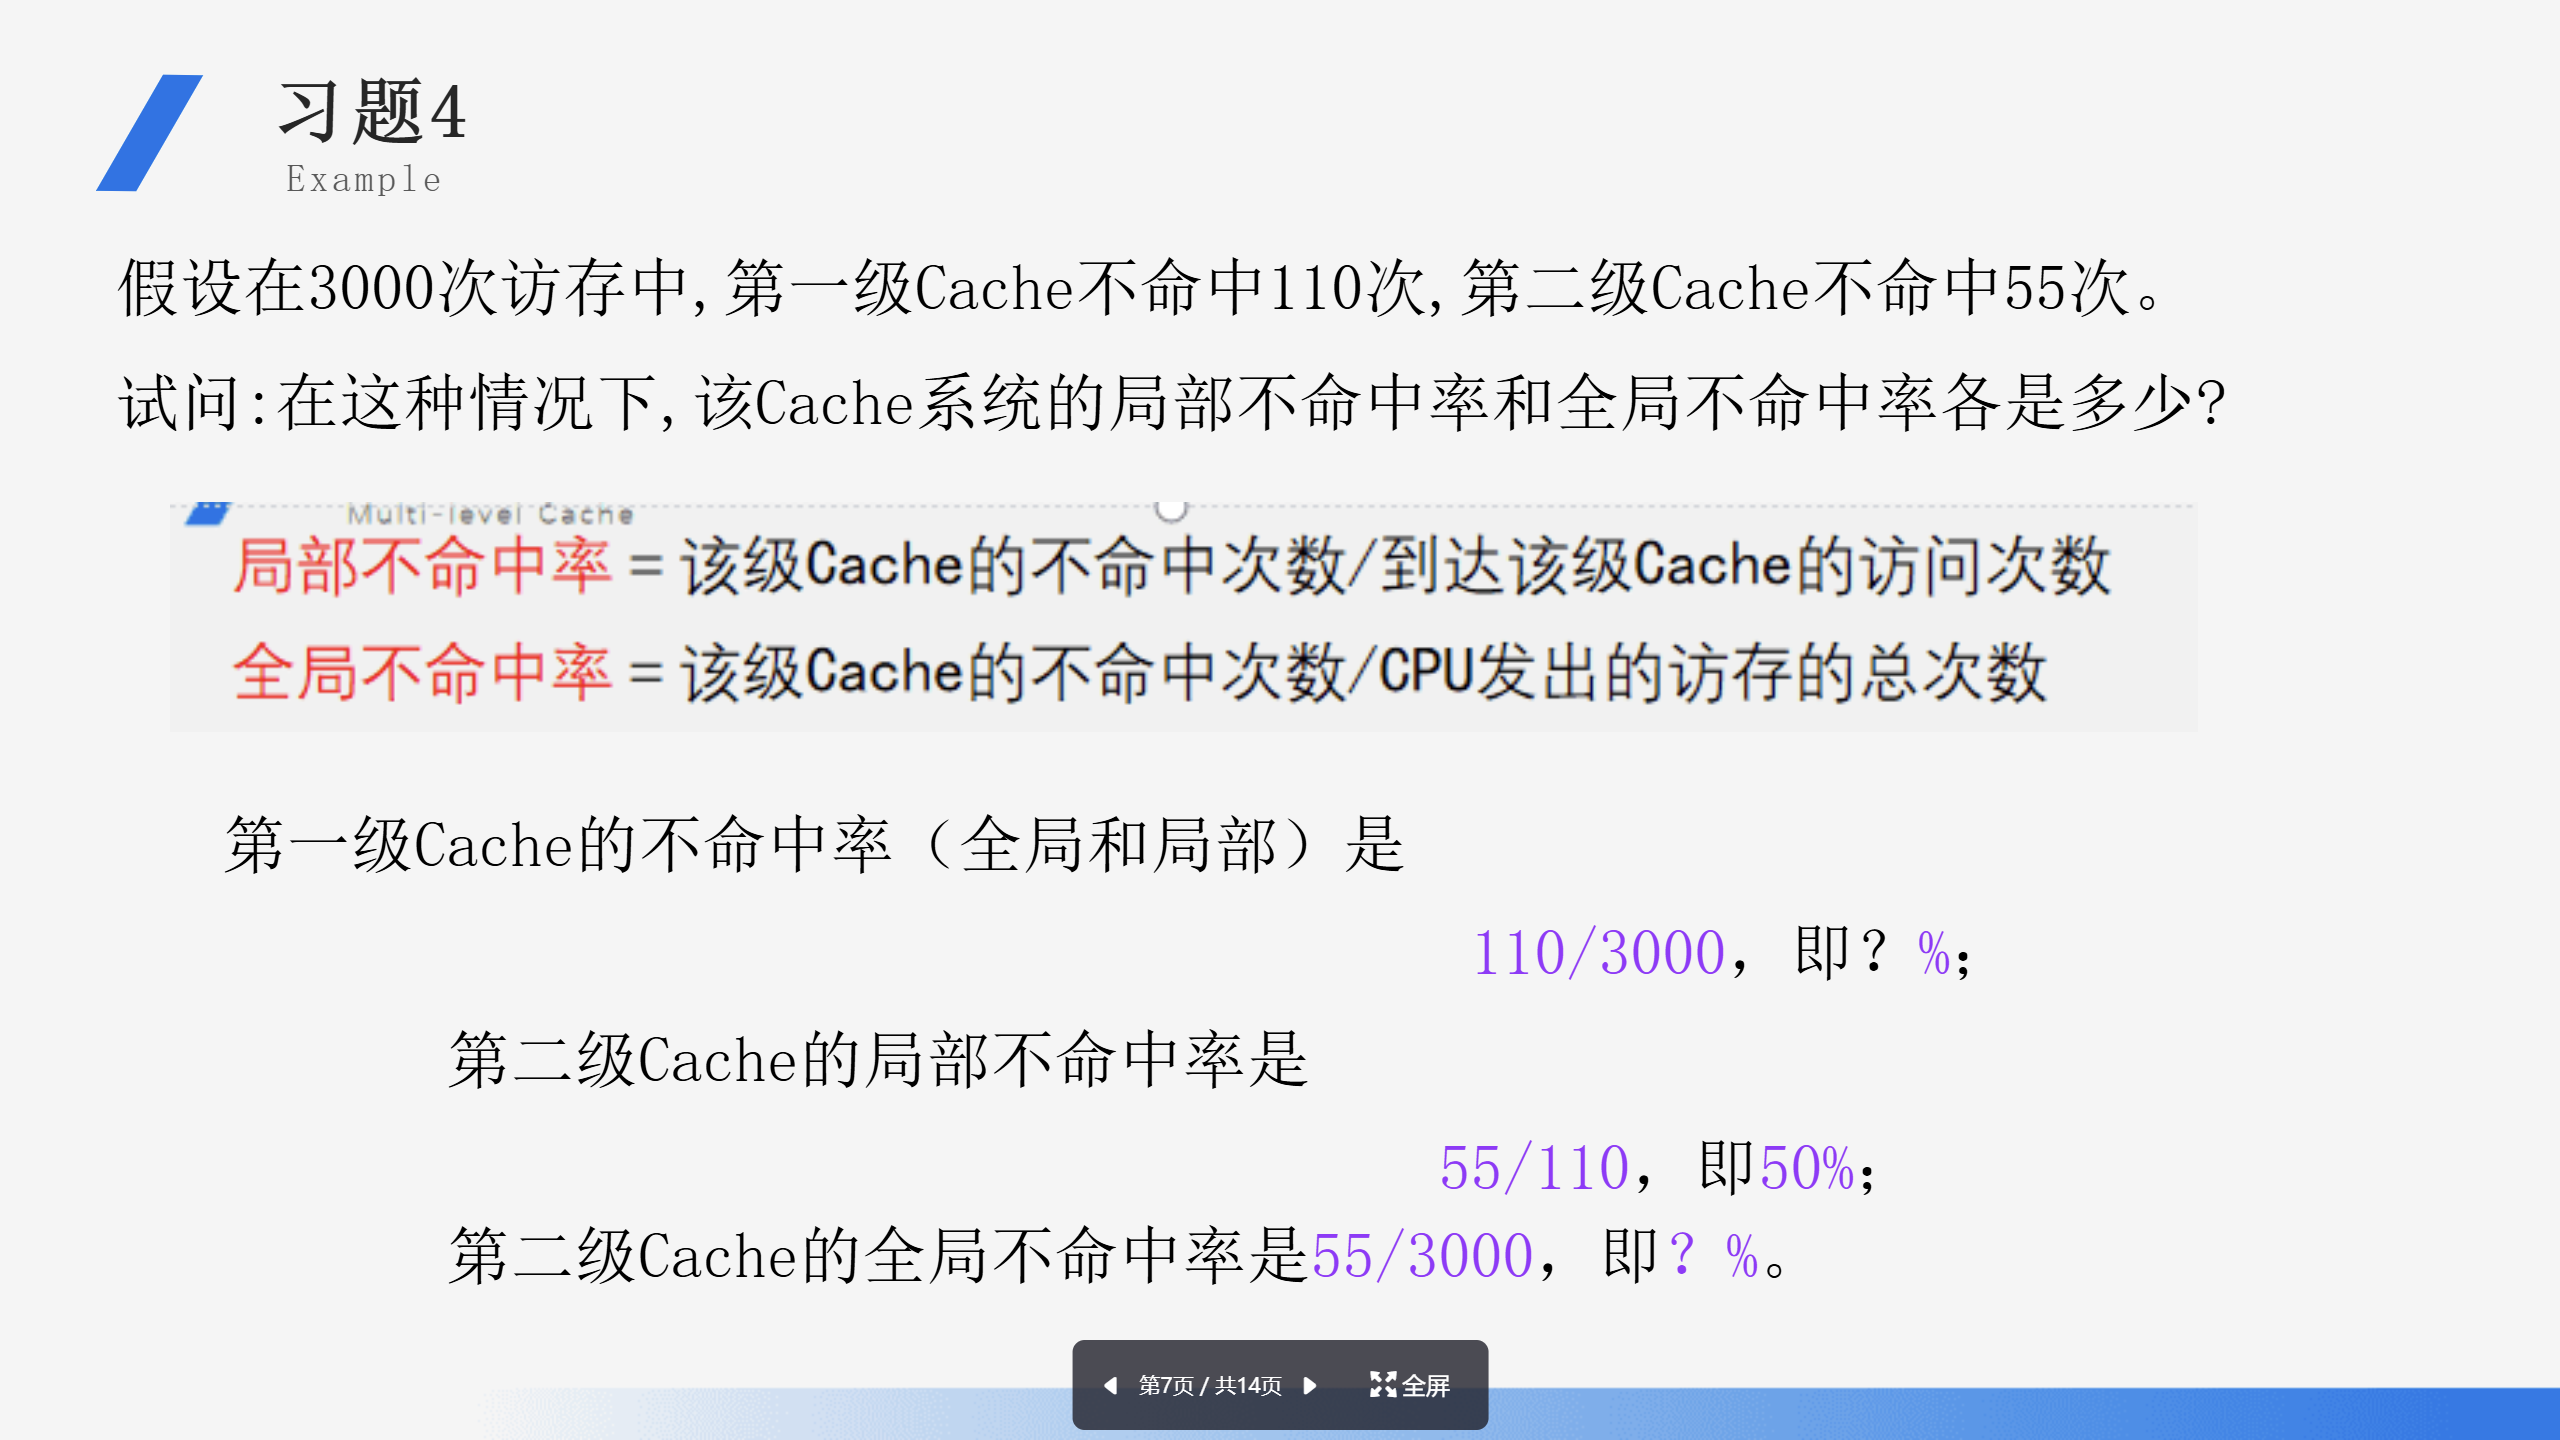 习题4
Example
假设在3000次访存中,第一级Cache不命中110次,第二级Cache不命中55次。
试问:在这种情况下,该Cache系统的局部不命中率和全局不命中率各是多少?
Multi-level Cache
局部不命中率＝该级Cache的不命中次数/到达该级Cache的访问次数
全局不命中率＝该级Cache的不命中次数/CPU发出的访存的总次数
第一级Cache的不命中率（全局和局部）是
110/3000，即？%；
第二级Cache的局部不命中率是
55/110，即50%；
第二级Cache的全局不命中率是55/3000，即？%。
第7页 / 共14页 全屏